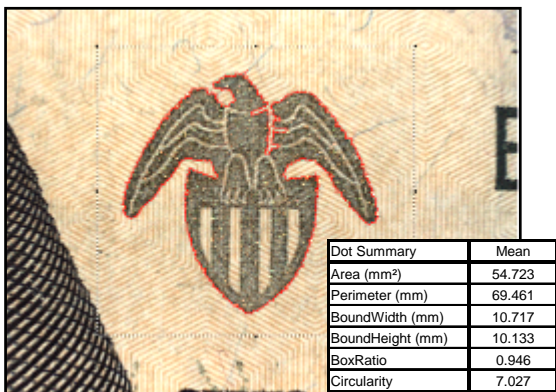 E
Dot Summary Mean
Area (mm²) 54.723
Perimeter (mm) 69.461
BoundWidth (mm) 10.717
BoundHeight (mm) 10.133
BoxRatio 0.946
Circularity 7.027